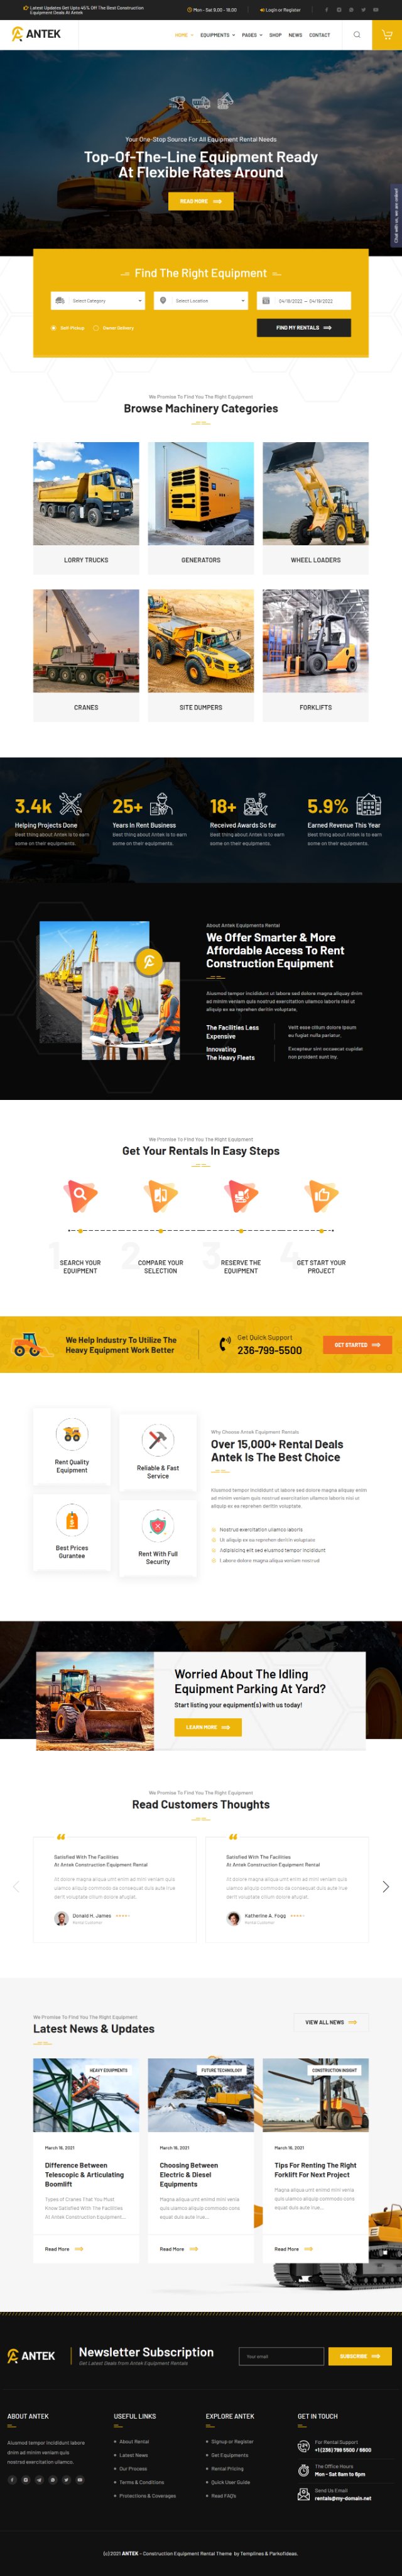 Latest Updates Get Upto 45% Off The Best Construction
Equipment Deals At Antek
Mon - Sat 9.00 - 18.00
Login or Register
ANTEK
HOME
EQUIPMENTS
PAGES
SHOP
NEWS
CONTACT
Your One-Stop Source For All Equipment Rental Needs
Top-Of-The-Line Equipment Ready
At Flexible Rates Around
READ MORE
Chat with us, we are online!
Find The Right Equipment
Select Category
Select Location
04/19/2022 – 04/19/2022
Self Pickup
Owner Delivery
FIND MY RENTALS
We Promise To Find You The Right Equipment
Browse Machinery Categories
LORRY TRUCKS
GENERATORS
WHEEL LOADERS
CRANES
SITE DUMPERS
FORKLIFTS
3.4k
25+
18+
5.9%
Helping Projects Done
Years In Rent Business
Received Awards So far
Earned Revenue This Year
Best thing about Antek is to earn
some on their equipments.
Best thing about Antek is to earn
some on their equipments.
Best thing about Antek is to earn
some on their equipments.
Best thing about Antek is to earn
some on their equipments.
About Antek Equipments Rental
We Offer Smarter & More
Affordable Access To Rent
Construction Equipment
Aiusmod tempor incididunt ut labore sed dolore magna aliquay dnim
ad minim veniam quis nostrud exercitation ullamco laboris nisl ut
aliquip ex ea reprehen deritin voluptate.
The Facilities Less
Expensive
Velit esse cillum dolore ipsum
eu fugiat nulla pariatur.
Innovating
The Heavy Fleets
Excepteur sint occaecat cupidat
non proident sunt inv.
We Promise To Find You The Right Equipment
Get Your Rentals In Easy Steps
1
2
3
4
SEARCH YOUR
EQUIPMENT
COMPARE YOUR
SELECTION
RESERVE THE
EQUIPMENT
GET START YOUR
PROJECT
We Help Industry To Utilize The
Heavy Equipment Work Better
Get Quick Support
236-799-5500
GET STARTED
Rent Quality
Equipment
Reliable & Fast
Service
Best Prices
Gurantee
Rent With Full
Security
Why Choose Antek Equipment Rentals
Over 15,000+ Rental Deals
Antek Is The Best Choice
Kiusmod tempor incididunt ut labore sed dolore magna aliquay enim
ad minim veniam quis nostrud exercitation ullamco laboris nisi ut
aliquip ex ea reprehen deritin voluptate.
Nostrud exercitation ullamco laboris
Ut aliquip ex ea reprehen deritin voluptate
Adipisicing elit sed eiusmod tempor incididunt
Labore dolore magna aliqua veniam nostrud
Worried About The Idling
Equipment Parking At Yard?
Start listing your equipment(s) with us today!
LEARN MORE
We Promise To Find You The Right Equipment
Read Customers Thoughts
Satisfied With The Facilities
At Antek Construction Equipment Rental
At dolore magna aliqua umt enim ad mini veniam quis
ulamco aliquip commodo da consequat duis aute irue
derit voluptate cillum dolore afugiat.
Donald H. James
Rental Customer
Satisfied With The Facilities
At Antek Construction Equipment Rental
At dolore magna aliqua umt enim ad mini veniam quis
ulamco aliquip commodo da consequat duis aute irue
derit voluptate cillum dolore afugiat.
Katherine A. Fogg
Rental Customer
We Promise To Find You The Right Equipment
Latest News & Updates
VIEW ALL NEWS
HEAVY EQUIPMENTS
FUTURE TECHNOLOGY
CONSTRUCTION INSIGHT
March 16, 2021
Difference Between
Telescopic & Articulating
Boomlift
Types of Cranes That You Must
Know Satisfied With The Facilities
At Antek Construction Equipment...
Read More
March 16, 2021
Choosing Between
Electric & Diesel
Equipments
Magna aliqua umt enimd mini venia
quis ulamco aliquip commodo cons
equat duis aute irue...
Read More
March 16, 2021
Tips For Renting The Right
Forklift For Next Project
Magna aliqua umt enimd mini venia
quis ulamco aliquip commodo cons
equat duis aute irue...
Read More
ANTEK
Newsletter Subscription
Get Latest Deals From Antek Equipment Rentals
Your email
SUBSCRIBE
ABOUT ANTEK
Aiusmod tempor incididunt labore
dnim ad minim veniam quis
nostrud exercitation ullamco.
USEFUL LINKS
About Rental
Latest News
Our Process
Terms & Conditions
Protections & Coverages
EXPLORE ANTEK
Signup or Register
Get Equipments
Rental Pricing
Quick User Guide
Read FAQ's
GET IN TOUCH
For Rental Support
+1 (236) 799 5500 / 6600
The Office Hours
Mon - Sat 8am to 6pm
Send Us Email
rentals@my-domain.net
(c) 2021 ANTEK - Construction Equipment Rental Theme by Templines & Parkofideas.